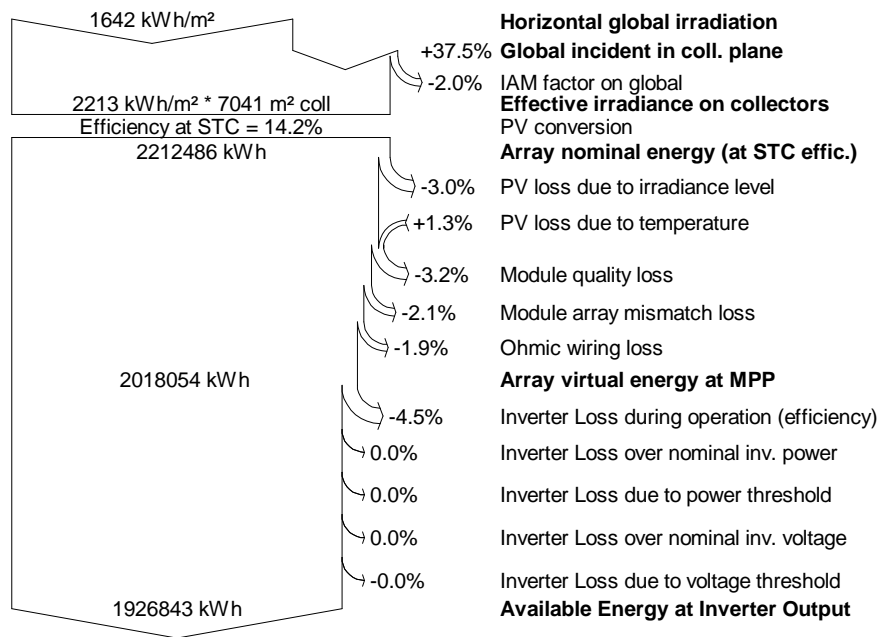 1642 kWh/m² Horizontal global irradiation
+37.5% Global incident in coll. plane
-2.0% IAM factor on global
2213 kWh/m² * 7041 m² coll Effective irradiance on collectors
Efficiency at STC = 14.2% PV conversion
2212486 kWh Array nominal energy (at STC effic.)
-3.0% PV loss due to irradiance level
+1.3% PV loss due to temperature
-3.2% Module quality loss
-2.1% Module array mismatch loss
-1.9% Ohmic wiring loss
2018054 kWh Array virtual energy at MPP
-4.5% Inverter Loss during operation (efficiency)
0.0% Inverter Loss over nominal inv. power
0.0% Inverter Loss due to power threshold
0.0% Inverter Loss over nominal inv. voltage
-0.0% Inverter Loss due to voltage threshold
1926843 kWh Available Energy at Inverter Output